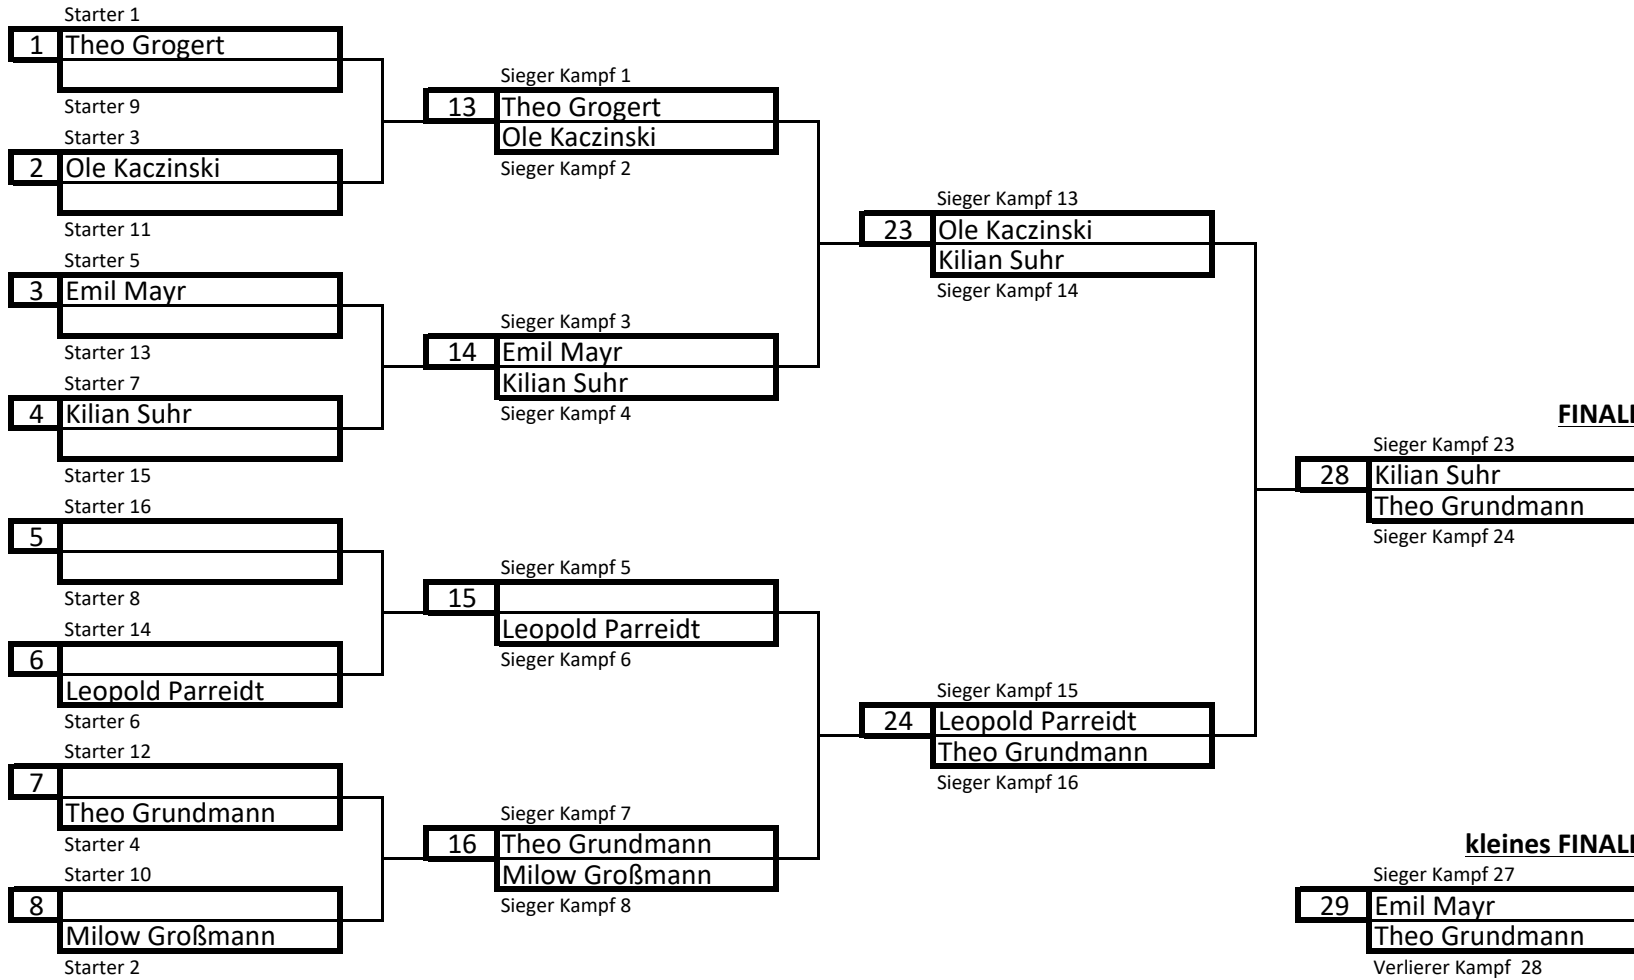 Starter 1
1 Theo Grogert
Starter 9
Starter 3
2 Ole Kaczinski
Starter 11
Starter 5
3 Emil Mayr
Starter 13
Starter 7
4 Kilian Suhr
Starter 15
Starter 16
5
Starter 8
Starter 14
6
Leopold Parreidt
Starter 6
Starter 12
7
Theo Grundmann
Starter 4
Starter 10
8
Milow Großmann
Starter 2
Sieger Kampf 1
13 Theo Grogert
Ole Kaczinski
Sieger Kampf 2
Sieger Kampf 3
14 Emil Mayr
Kilian Suhr
Sieger Kampf 4
Sieger Kampf 5
15
Leopold Parreidt
Sieger Kampf 6
Sieger Kampf 7
16 Theo Grundmann
Milow Großmann
Sieger Kampf 8
Sieger Kampf 13
23 Ole Kaczinski
Kilian Suhr
Sieger Kampf 14
Sieger Kampf 15
24 Leopold Parreidt
Theo Grundmann
Sieger Kampf 16
FINALE
Sieger Kampf 23
28 Kilian Suhr
Theo Grundmann
Sieger Kampf 24
kleines FINALE
Sieger Kampf 27
29 Emil Mayr
Theo Grundmann
Verlierer Kampf 28